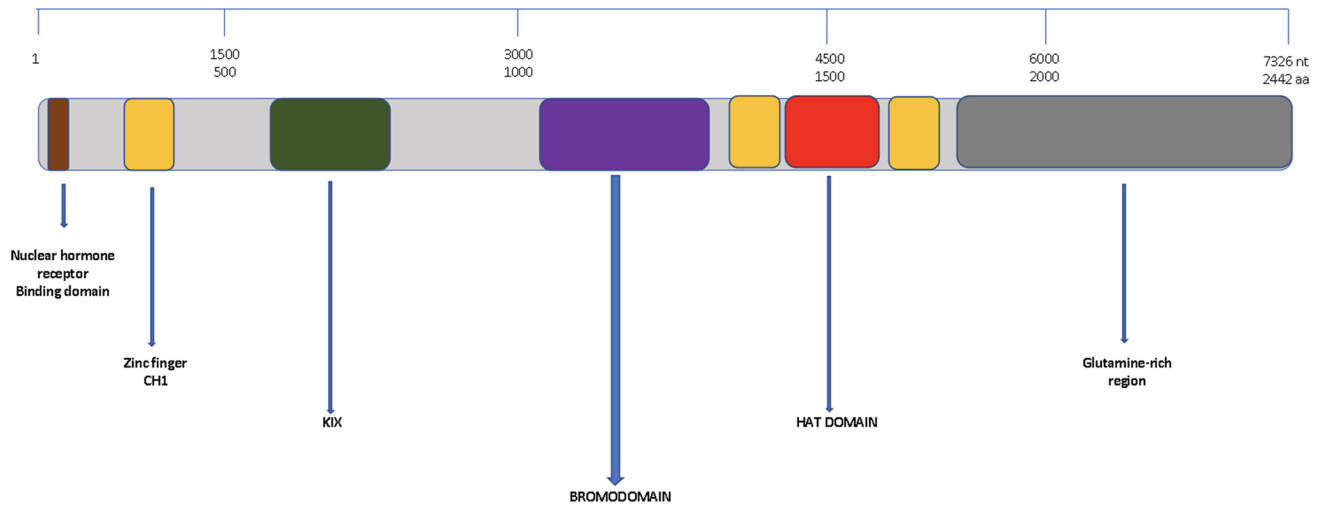 1
1500
500
3000
1000
4500
1500
6000
2000
7326 nt
2442 aa
Nuclear hormone
receptor
Binding domain
Zinc finger
CH1
KIX
BROMODOMAIN
HAT DOMAIN
Glutamine-rich
region